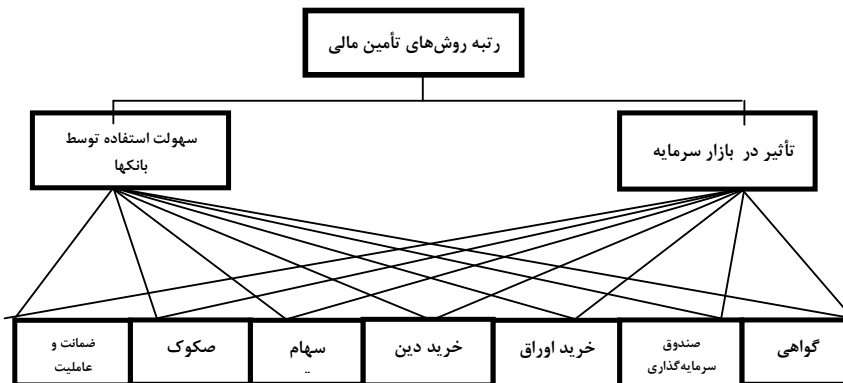 رتبه روش‌های تأمین مالی
تأثیر در بازار سرمایه
سهولت استفاده توسط
بانکها
گواهی
صندوق
سرمایه‌گذاری
خرید اوراق
خرید دین
سهام
صکوک
ضمانت و
عاملیت